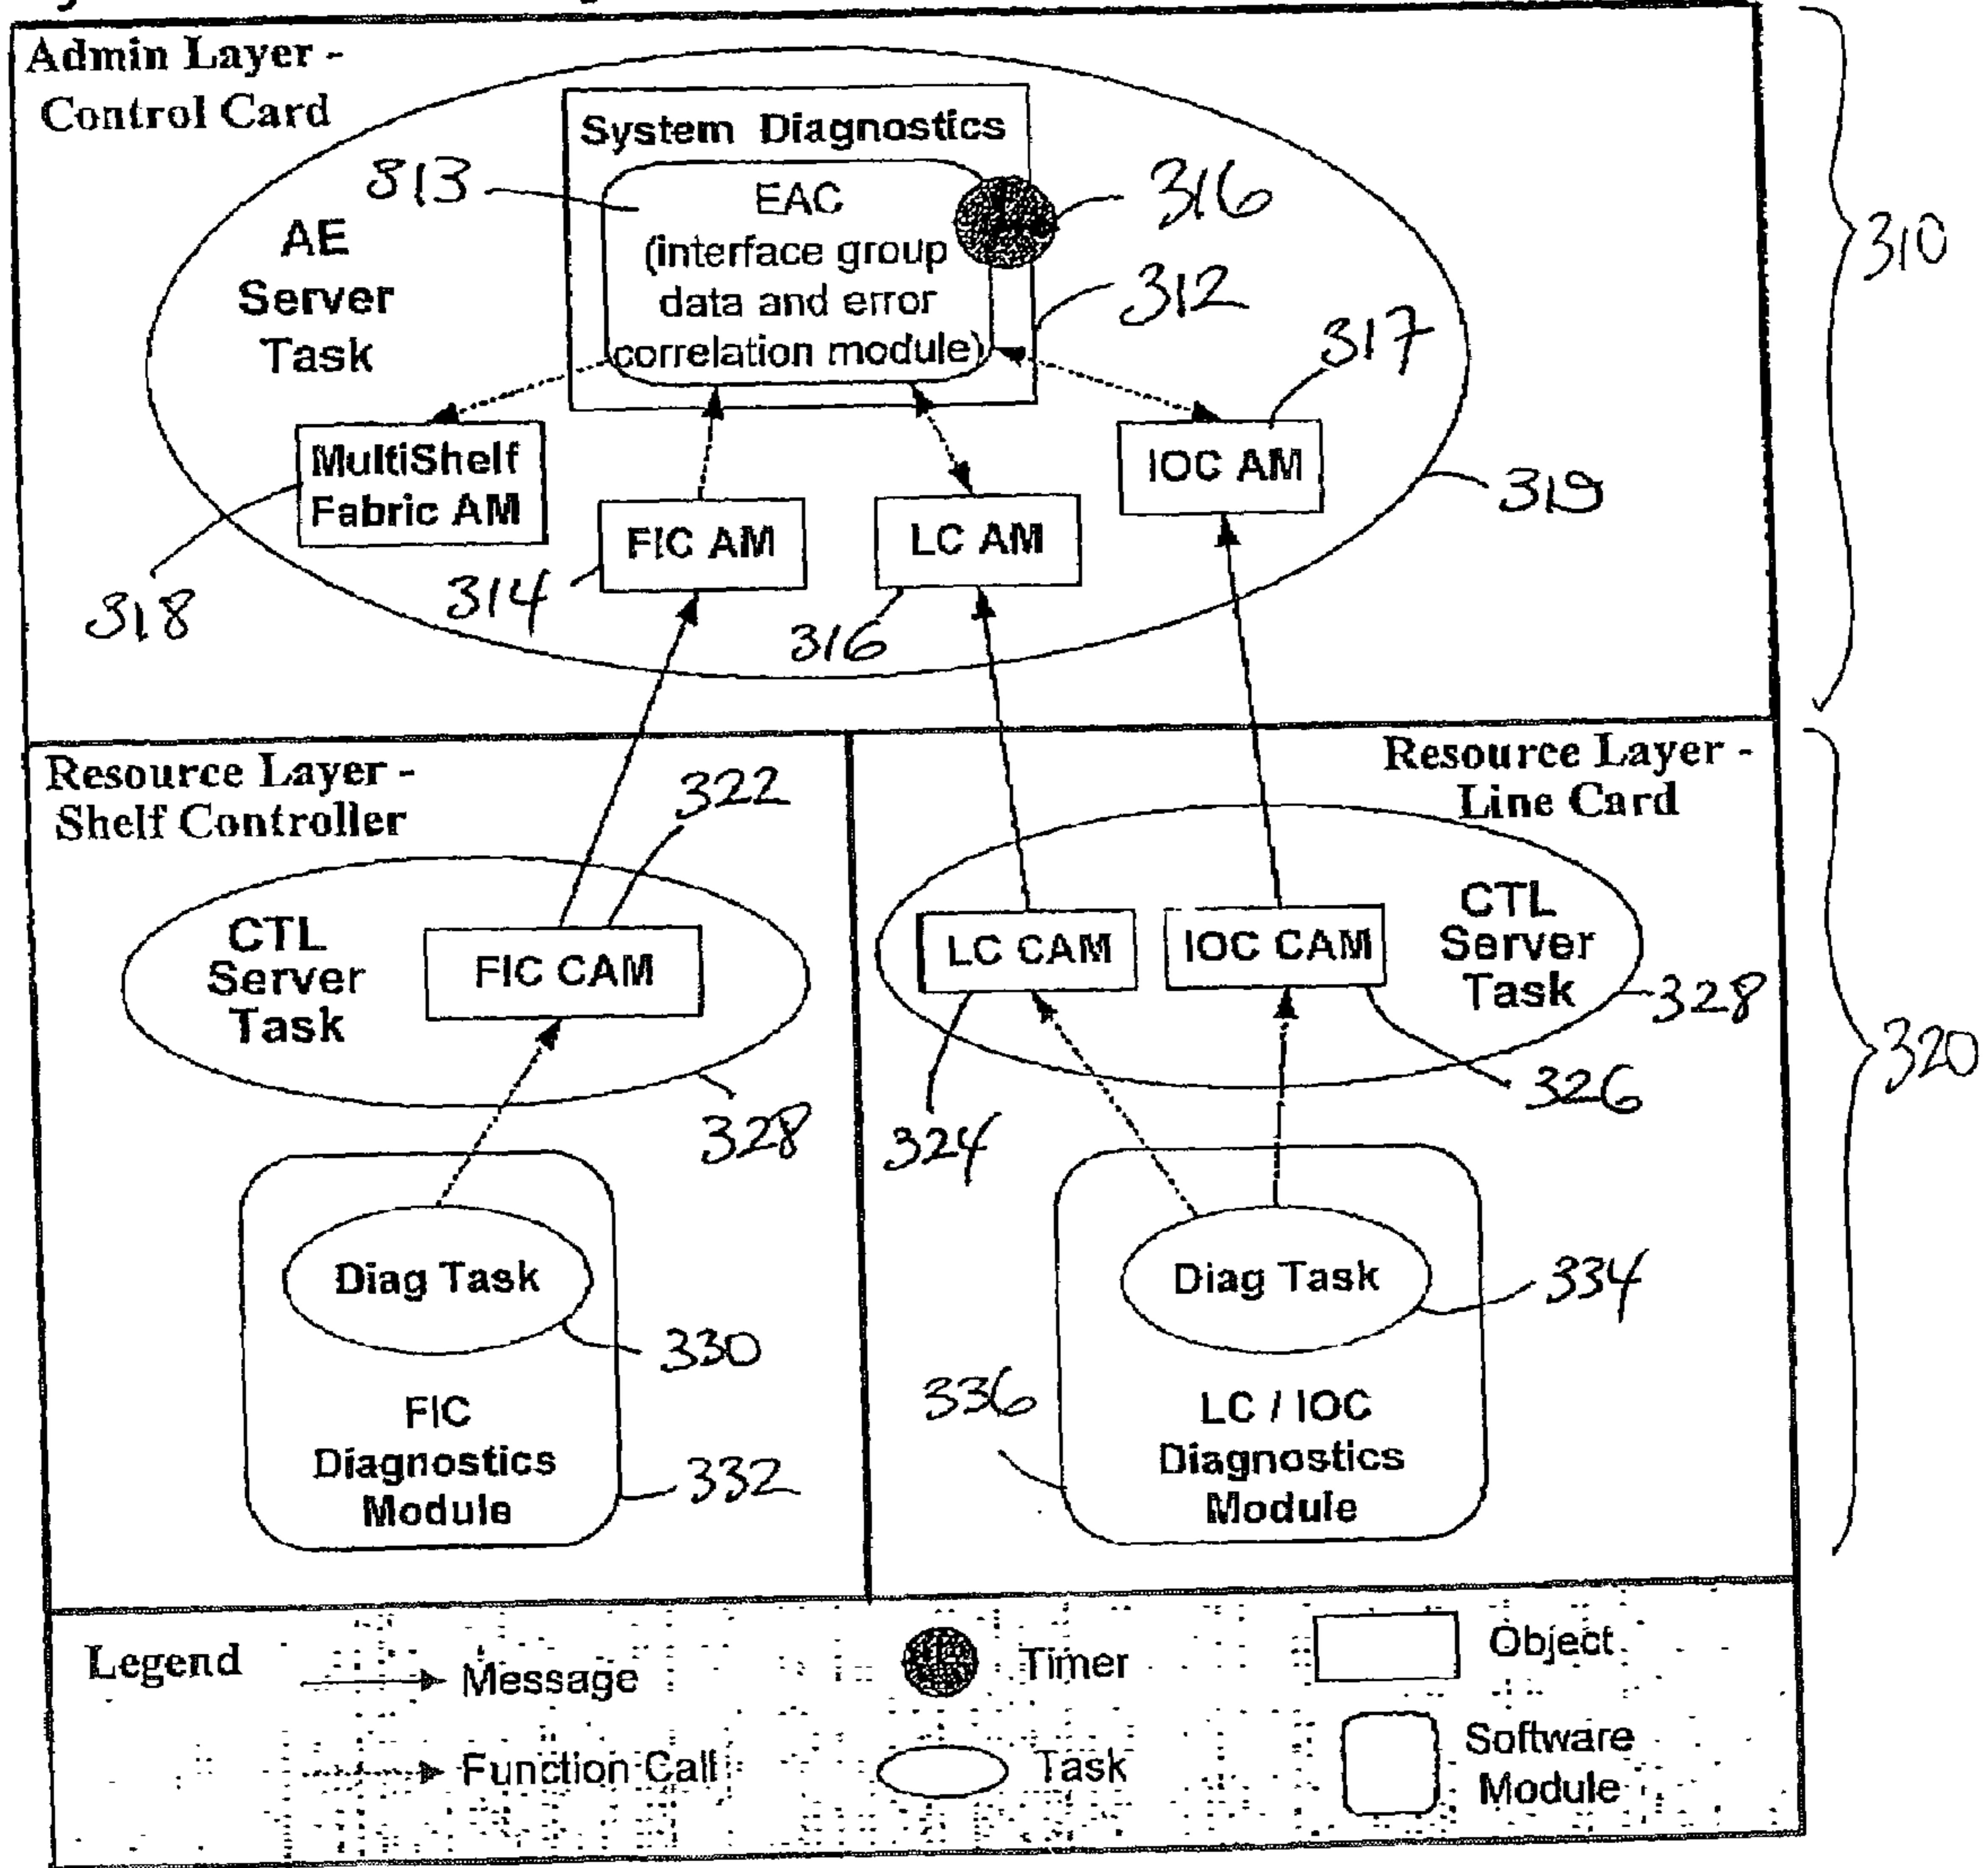 Admin Layer -
Control Card
System Diagnostics
813
EAC
316
AE
Server
Task
(interface group
data and error
correlation module)
312
317
310
MultiShelf
Fabric AM
IOC AM
FIC AM
LC AM
319
318
314
316
Resource Layer -
Shelf Controller
322
Resource Layer -
Line Card
CTL
Server
Task
FIC CAM
LC CAM
IOC CAM
CTL
Server
Task
328
320
328
324
326
Diag Task
Diag Task
334
330
FIC
Diagnostics
Module
332
336
LC / IOC
Diagnostics
Module
Legend
Message
Timer
Object
Function Call
Task
Software
Module